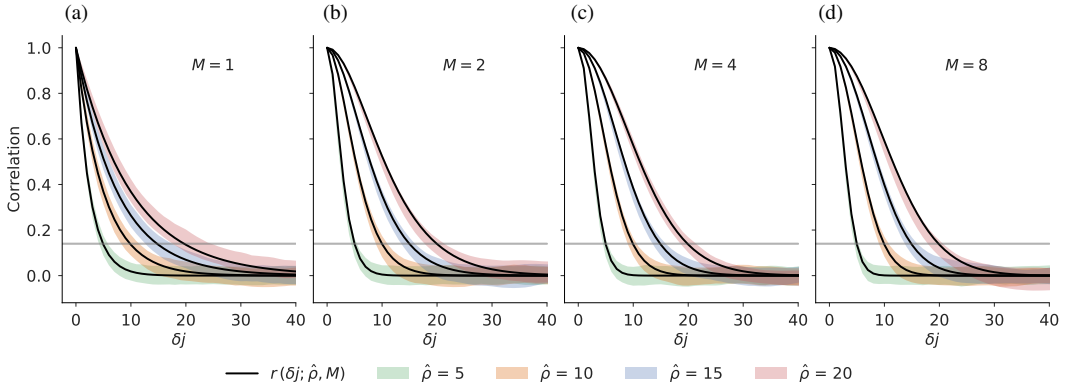 (a) (b) (c) (d)
M = 1 M = 2 M = 4 M = 8
Correlation
1.0
0.8
0.6
0.4
0.2
0.0
0 10 20 30 40 0 10 20 30 40 0 10 20 30 40 0 10 20 30 40
δj δj δj δj
r (δj; ρ̂, M) ρ̂ = 5 ρ̂ = 10 ρ̂ = 15 ρ̂ = 20